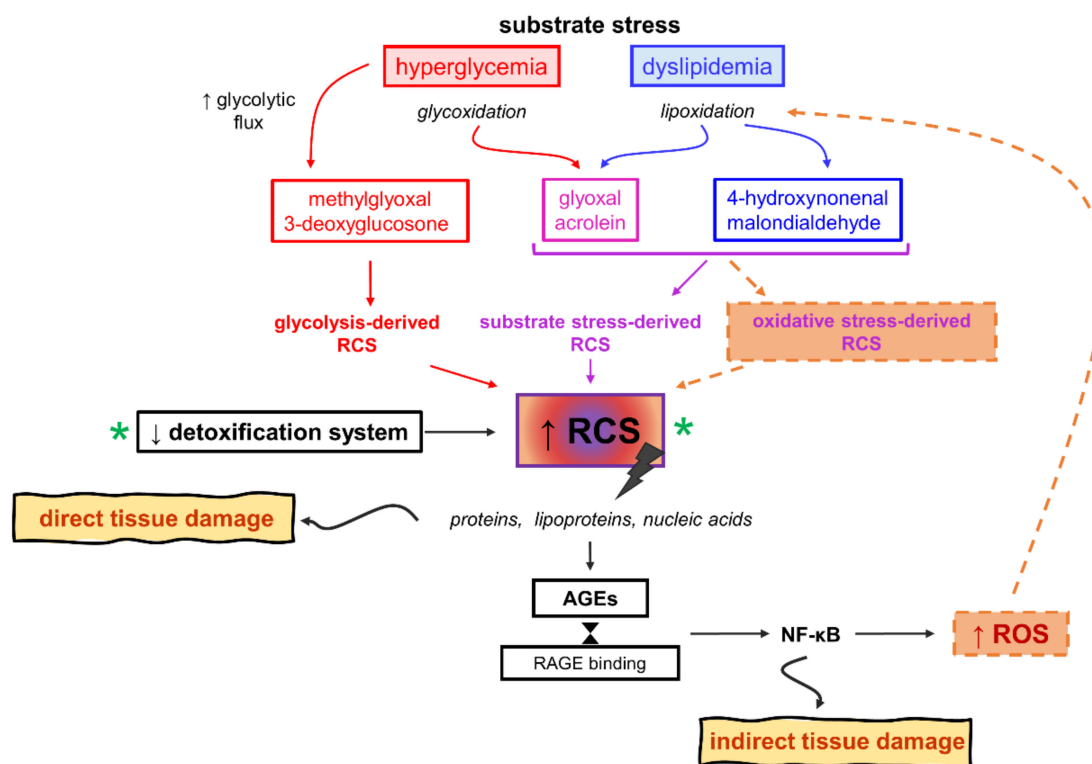 substrate stress
hyperglycemia
dyslipidemia
↑ glycolytic
flux
glycoxidation
lipoxidation
methylglyoxal
3-deoxyglucosone
glyoxal
acrolein
4-hydroxynonenal
malondialdehyde
glycolysis-derived
RCS
substrate stress-derived
RCS
oxidative stress-derived
RCS
* ↓ detoxification system
↑ RCS *
direct tissue damage
proteins, lipoproteins, nucleic acids
AGEs
RAGE binding
NF-κB
↑ ROS
indirect tissue damage